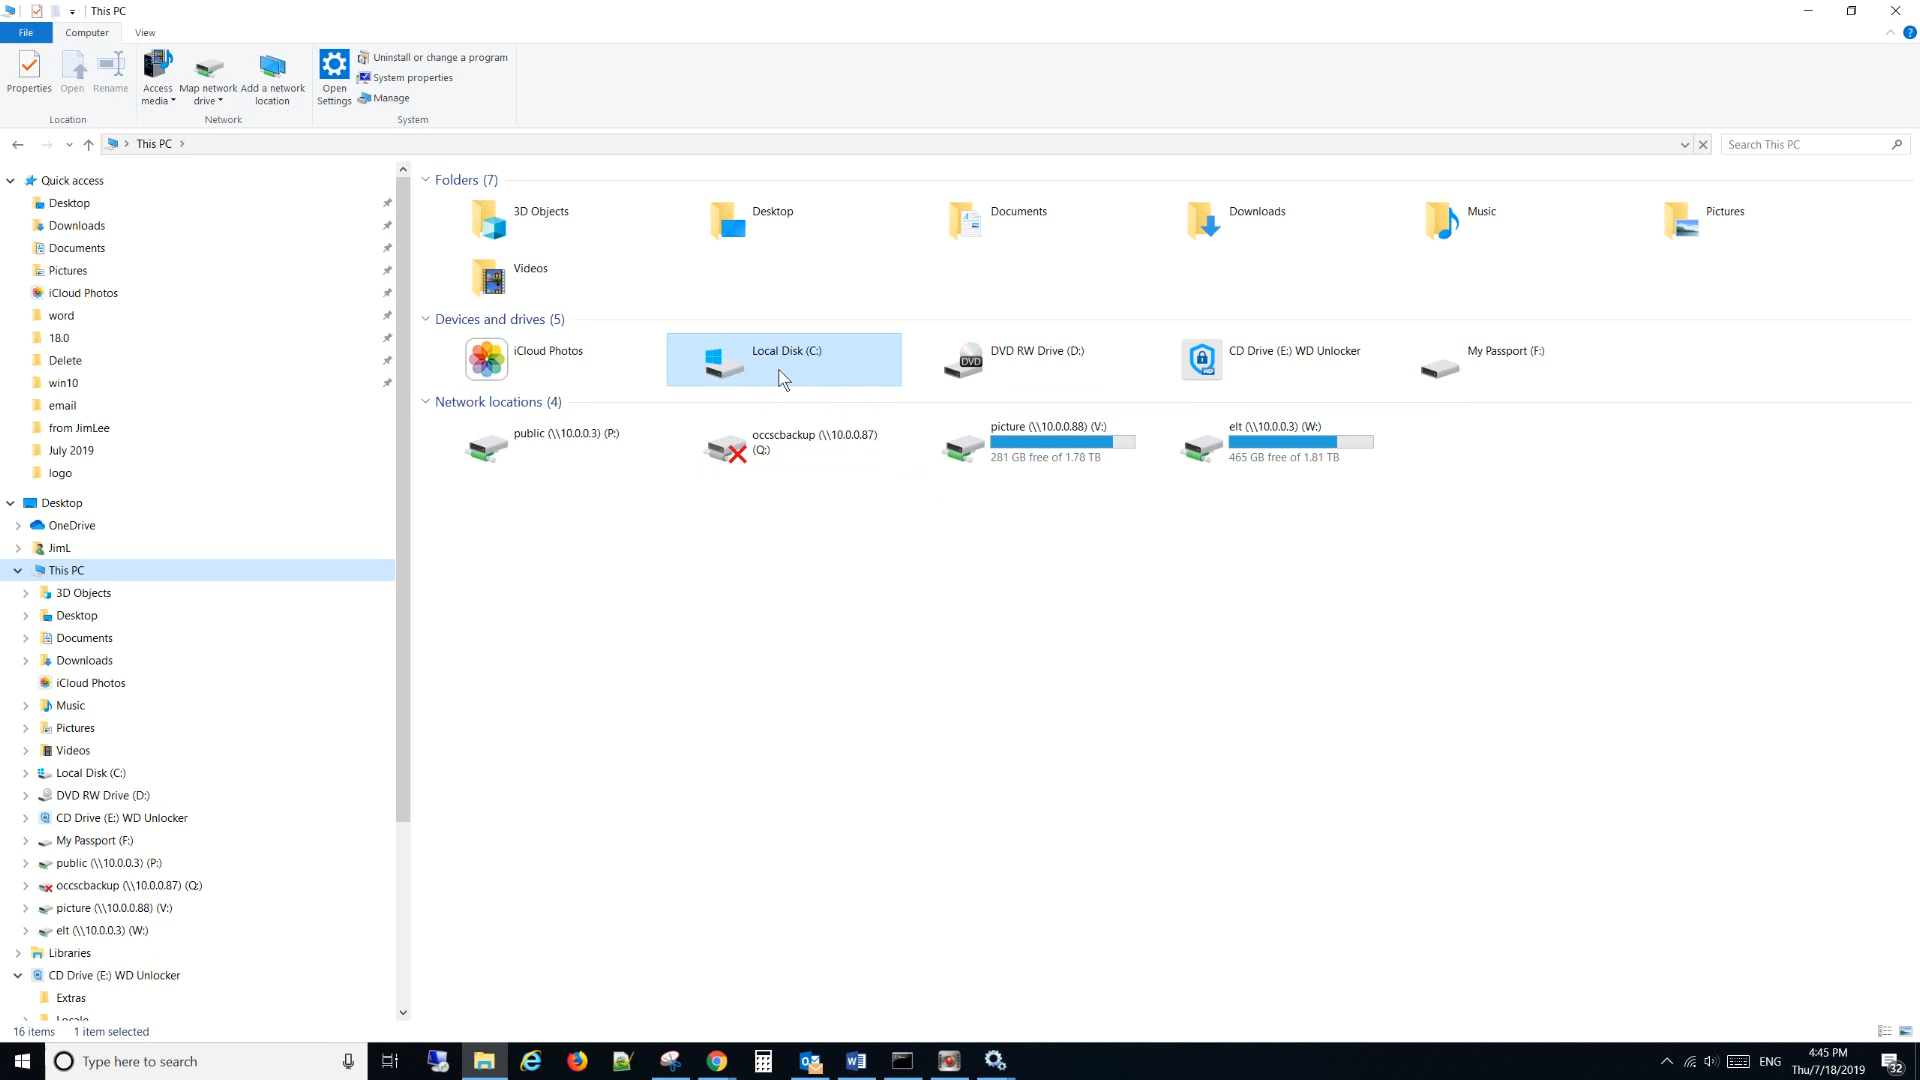 This PC
File
Computer
View
Properties
Open
Rename
Access media
Map network drive
Add a network location
Open Settings
Uninstall or change a program
System properties
Manage
Location
Network
System
This PC
Search This PC
Quick access
Desktop
Downloads
Documents
Pictures
iCloud Photos
word
18.0
Delete
win10
email
from JimLee
July 2019
logo
Desktop
OneDrive
JimL
This PC
3D Objects
Desktop
Documents
Downloads
iCloud Photos
Music
Pictures
Videos
Local Disk (C:)
DVD RW Drive (D:)
CD Drive (E:) WD Unlocker
My Passport (F:)
public (\\10.0.0.3) (P:)
occscbackup (\\10.0.0.87) (Q:)
picture (\\10.0.0.88) (V:)
elt (\\10.0.0.3) (W:)
Libraries
CD Drive (E:) WD Unlocker
Extras
Folders (7)
3D Objects
Desktop
Documents
Downloads
Music
Pictures
Videos
Devices and drives (5)
iCloud Photos
Local Disk (C:)
DVD RW Drive (D:)
DVD
CD Drive (E:) WD Unlocker
My Passport (F:)
Network locations (4)
public (\\10.0.0.3) (P:)
occscbackup (\\10.0.0.87)
(Q:)
picture (\\10.0.0.88) (V:)
281 GB free of 1.78 TB
elt (\\10.0.0.3) (W:)
465 GB free of 1.81 TB
16 items
1 item selected
Type here to search
ENG
4:45 PM
Thu/7/18/2019
32